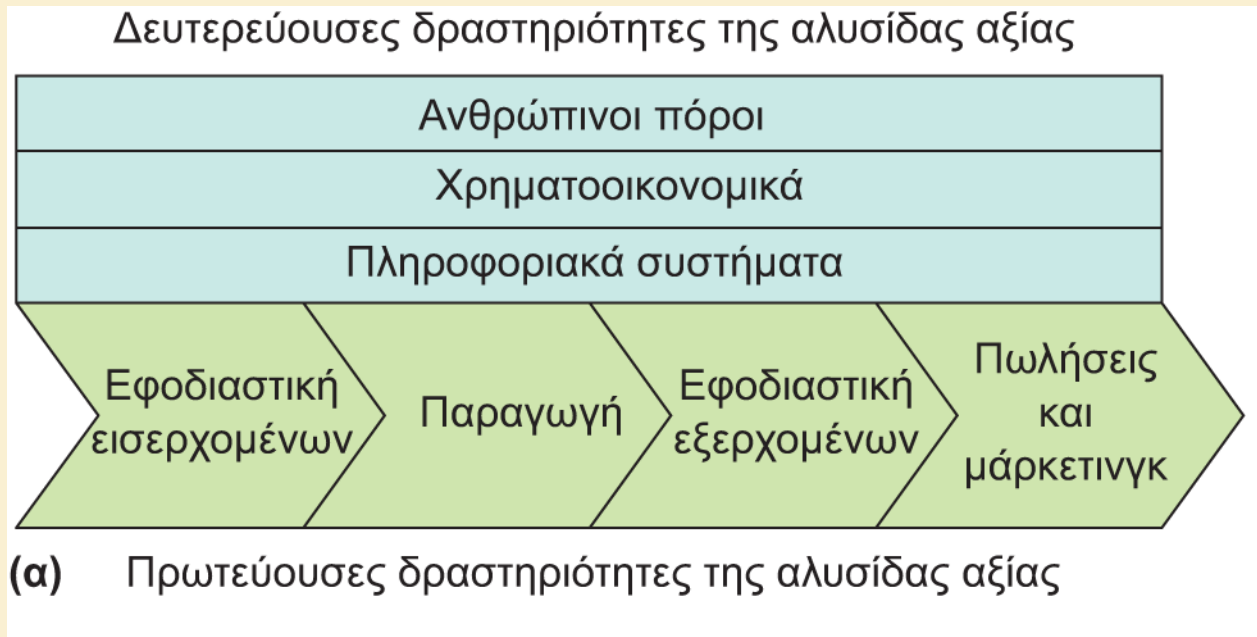 Δευτερεύουσες δραστηριότητες της αλυσίδας αξίας
Ανθρώπινοι πόροι
Χρηματοοικονομικά
Πληροφοριακά συστήματα
Εφοδιαστική
εισερχομένων
Παραγωγή
Εφοδιαστική
εξερχομένων
Πωλήσεις
και
μάρκετινγκ
(α) Πρωτεύουσες δραστηριότητες της αλυσίδας αξίας